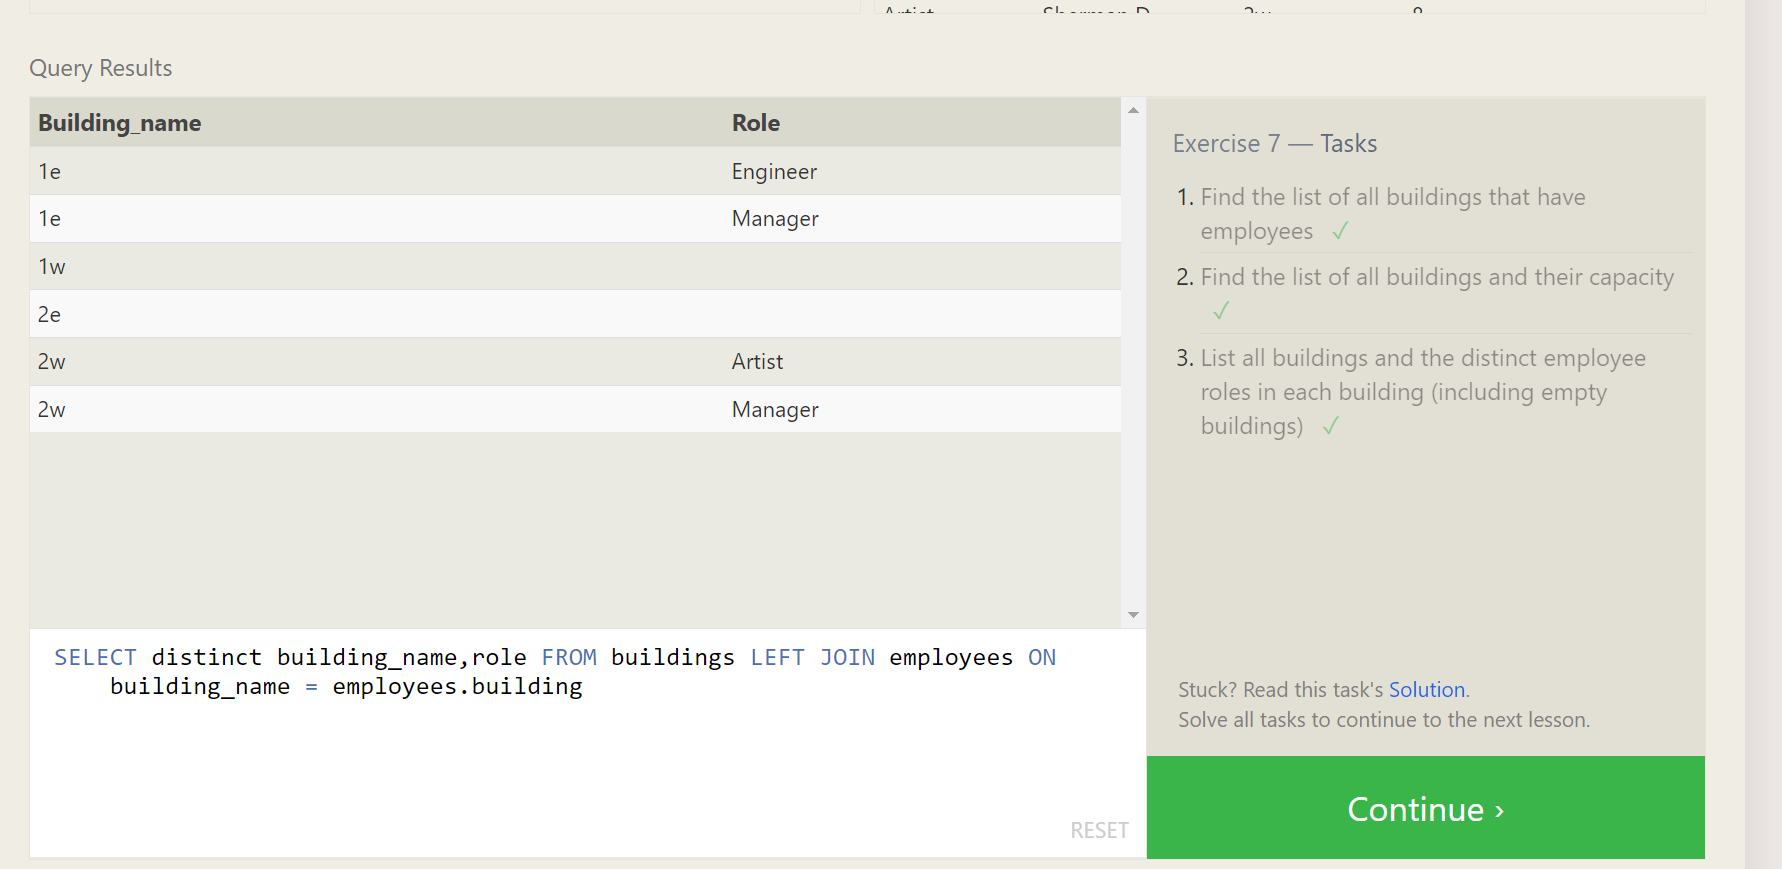 Query Results
Building_name Role
1e Engineer
1e Manager
1w
2e
2w Artist
2w Manager
SELECT distinct building_name,role FROM buildings LEFT JOIN employees ON
building_name = employees.building
RESET
Exercise 7 — Tasks
1. Find the list of all buildings that have
employees ✓
2. Find the list of all buildings and their capacity
✓
3. List all buildings and the distinct employee
roles in each building (including empty
buildings) ✓
Stuck? Read this task's Solution.
Solve all tasks to continue to the next lesson.
Continue ›